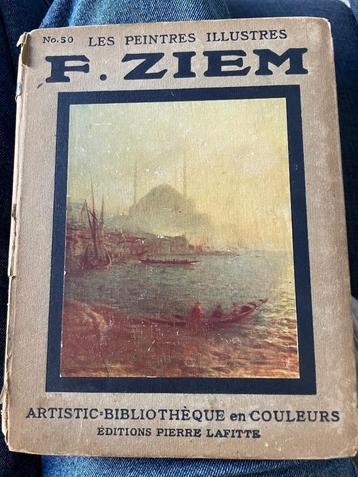 No. 50 LES PEINTRES ILLUSTRES
F. ZIEM
ARTISTIC-BIBLIOTHÈQUE en COULEURS
ÉDITIONS PIERRE LAFITTE